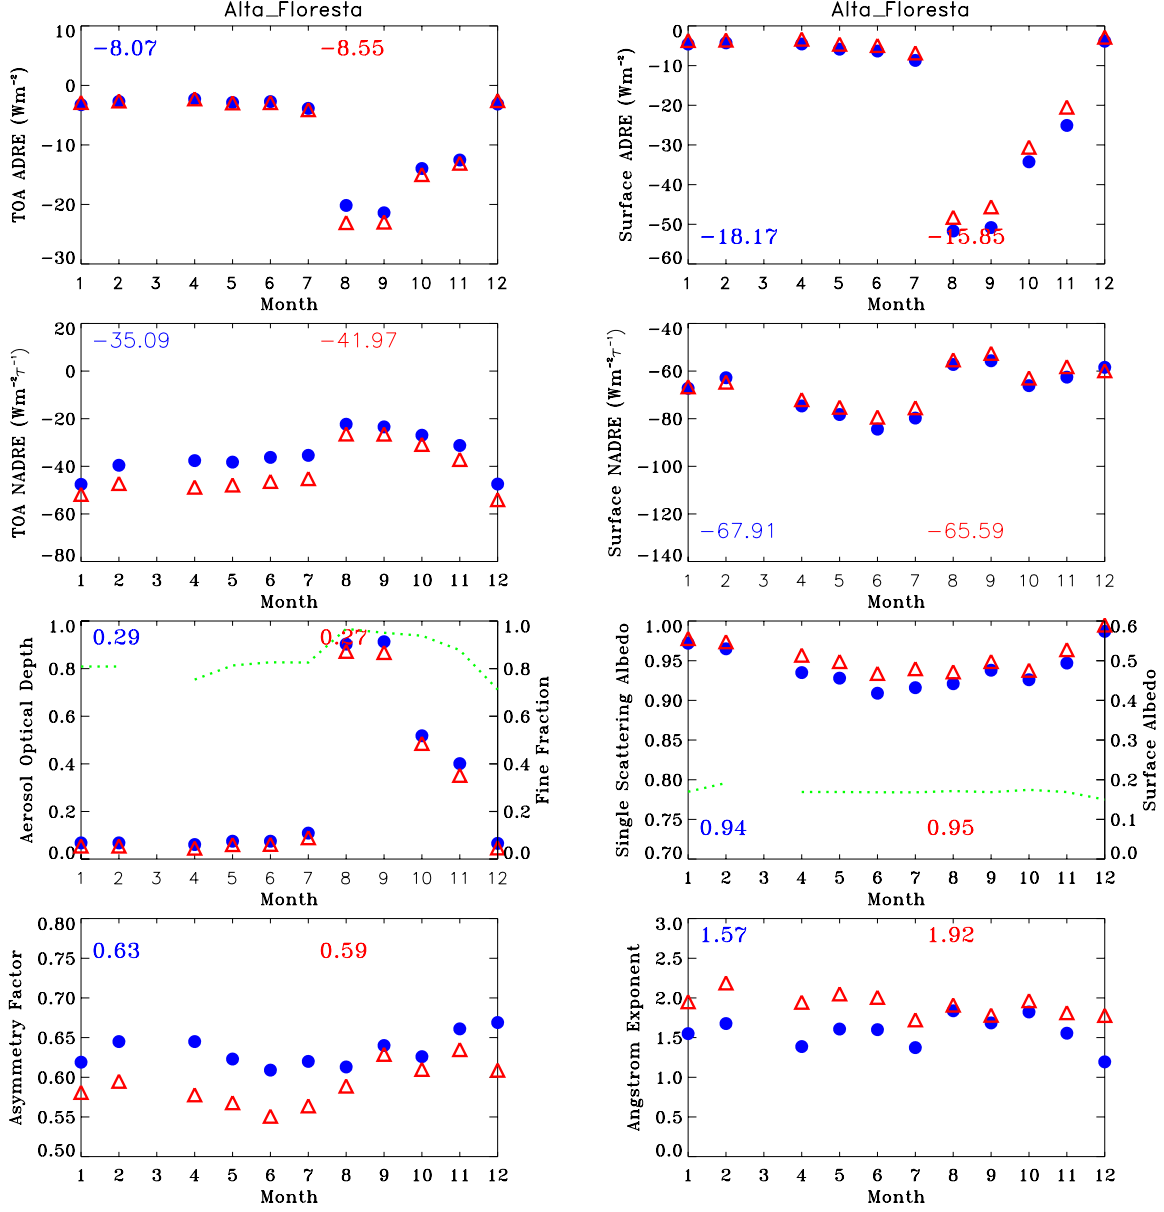 Alta_Floresta
10
0
−10
−20
−30
TOA ADRE (Wm⁻²)
−8.07
−8.55
1 2 3 4 5 6 7 8 9 10 11 12
Month
Alta_Floresta
0
−10
−20
−30
−40
−50
−60
Surface ADRE (Wm⁻²)
−18.17
−15.85
1 2 3 4 5 6 7 8 9 10 11 12
Month
20
0
−20
−40
−60
−80
TOA NADRE (Wm⁻²τ⁻¹)
−35.09
−41.97
1 2 3 4 5 6 7 8 9 10 11 12
Month
−40
−60
−80
−100
−120
−140
Surface NADRE (Wm⁻²τ⁻¹)
−67.91
−65.59
1 2 3 4 5 6 7 8 9 10 11 12
Month
1.0
0.8
0.6
0.4
0.2
0.0
Aerosol Optical Depth
0.29
0.27
1.0
0.8
0.6
0.4
0.2
0.0
Fine Fraction
1 2 3 4 5 6 7 8 9 10 11 12
Month
1.00
0.95
0.90
0.85
0.80
0.75
0.70
Single Scattering Albedo
0.94
0.95
0.6
0.5
0.4
0.3
0.2
0.1
0.0
Surface Albedo
1 2 3 4 5 6 7 8 9 10 11 12
Month
0.80
0.75
0.70
0.65
0.60
0.55
0.50
Asymmetry Factor
0.63
0.59
1 2 3 4 5 6 7 8 9 10 11 12
Month
3.0
2.5
2.0
1.5
1.0
0.5
0.0
Angstrom Exponent
1.57
1.92
1 2 3 4 5 6 7 8 9 10 11 12
Month